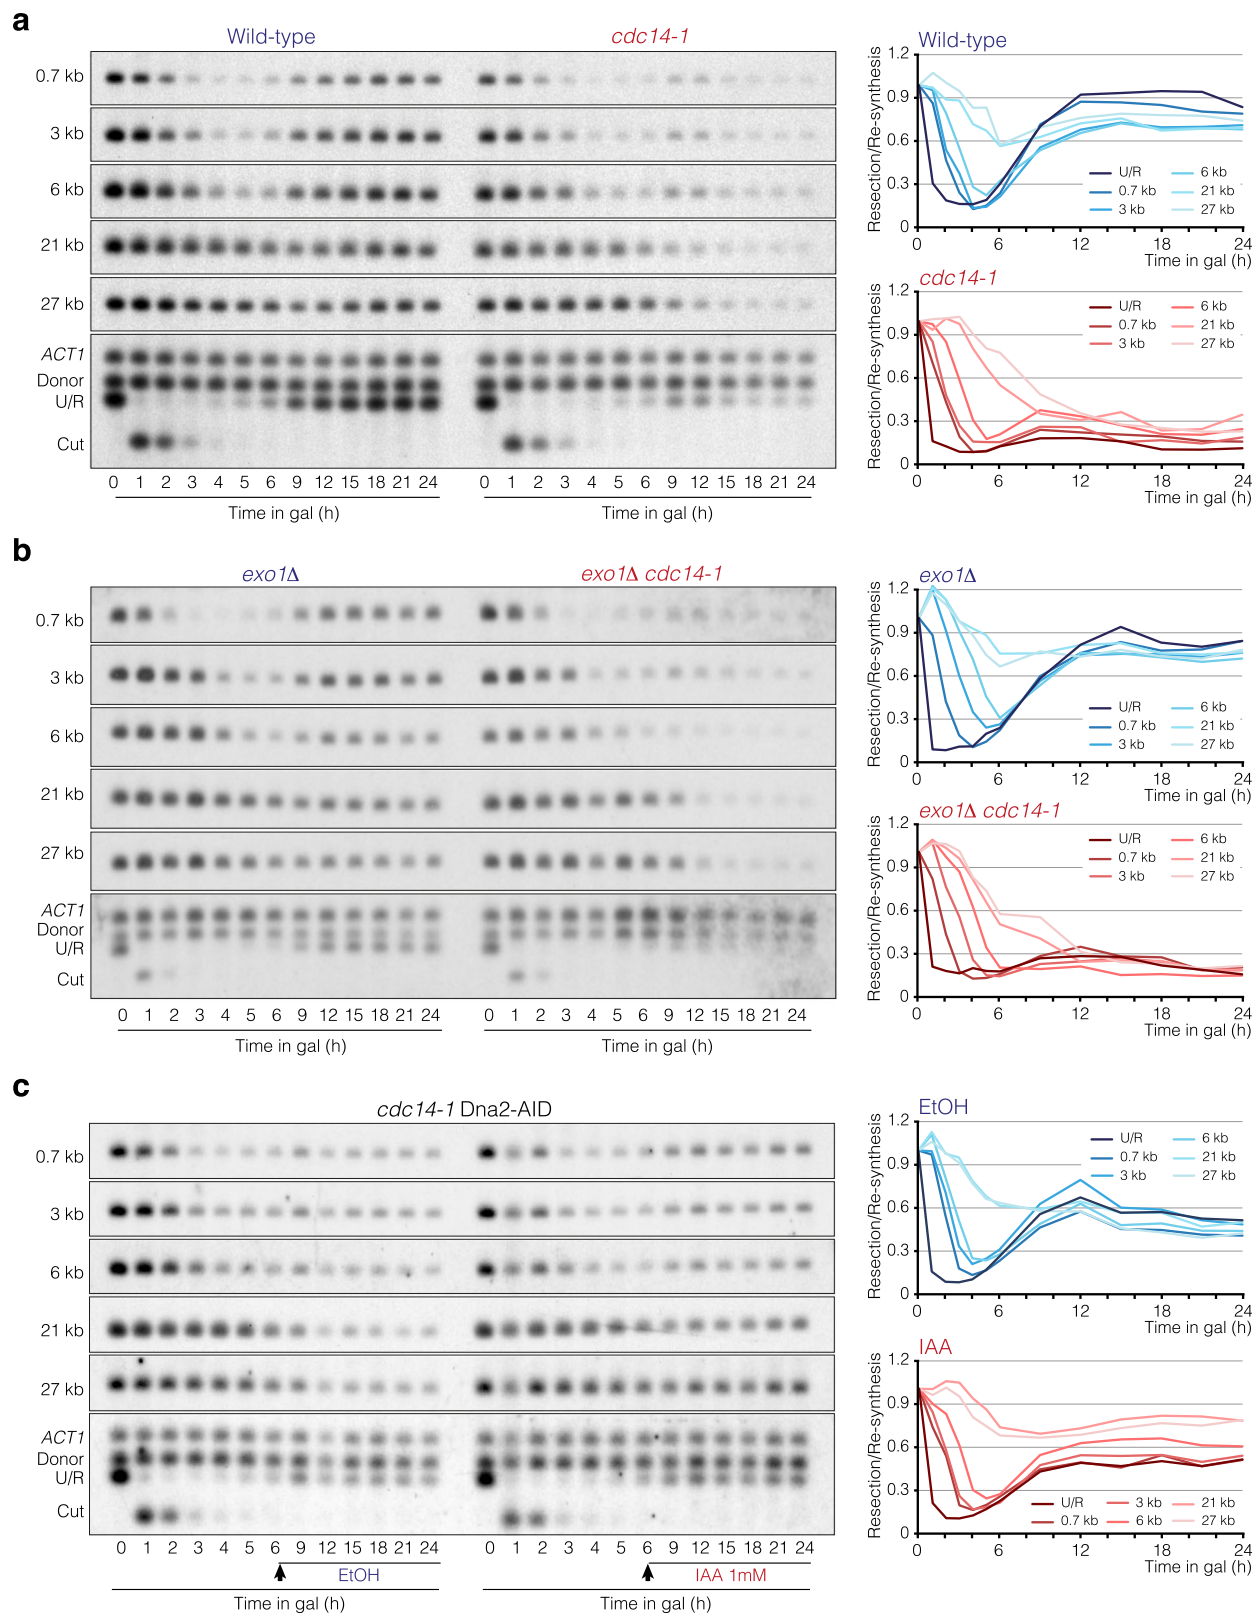 a
Wild-type
cdc14-1
0.7 kb
3 kb
6 kb
21 kb
27 kb
ACT1
Donor
U/R
Cut
0 1 2 3 4 5 6 9 12 15 18 21 24
0 1 2 3 4 5 6 9 12 15 18 21 24
Time in gal (h)
Time in gal (h)
Wild-type
Resection/Re-synthesis
1.2
0.9
0.6
0.3
0
U/R
0.7 kb
3 kb
6 kb
21 kb
27 kb
0 6 12 18 24
Time in gal (h)
cdc14-1
Resection/Re-synthesis
1.2
0.9
0.6
0.3
0
U/R
0.7 kb
3 kb
6 kb
21 kb
27 kb
0 6 12 18 24
Time in gal (h)
b
exo1Δ
exo1Δ cdc14-1
0.7 kb
3 kb
6 kb
21 kb
27 kb
ACT1
Donor
U/R
Cut
0 1 2 3 4 5 6 9 12 15 18 21 24
0 1 2 3 4 5 6 9 12 15 18 21 24
Time in gal (h)
Time in gal (h)
exo1Δ
Resection/Re-synthesis
1.2
0.9
0.6
0.3
0
U/R
0.7 kb
3 kb
6 kb
21 kb
27 kb
0 6 12 18 24
Time in gal (h)
exo1Δ cdc14-1
Resection/Re-synthesis
1.2
0.9
0.6
0.3
0
U/R
0.7 kb
3 kb
6 kb
21 kb
27 kb
0 6 12 18 24
Time in gal (h)
c
cdc14-1 Dna2-AID
0.7 kb
3 kb
6 kb
21 kb
27 kb
ACT1
Donor
U/R
Cut
0 1 2 3 4 5 6 9 12 15 18 21 24
0 1 2 3 4 5 6 9 12 15 18 21 24
EtOH
IAA 1mM
Time in gal (h)
Time in gal (h)
EtOH
Resection/Re-synthesis
1.2
0.9
0.6
0.3
0
U/R
0.7 kb
3 kb
6 kb
21 kb
27 kb
0 6 12 18 24
Time in gal (h)
IAA
Resection/Re-synthesis
1.2
0.9
0.6
0.3
0
U/R
0.7 kb
3 kb
6 kb
21 kb
27 kb
0 6 12 18 24
Time in gal (h)